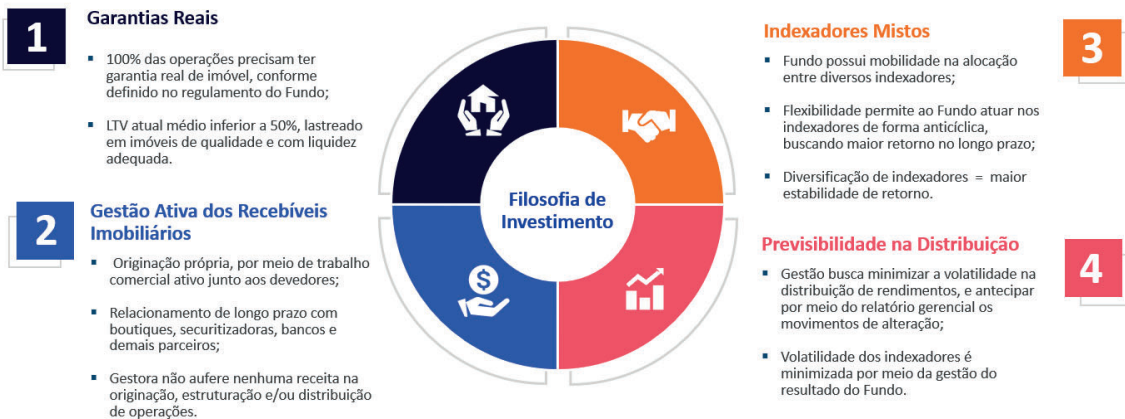 1
Garantias Reais
▪ 100% das operações precisam ter
garantia real de imóvel, conforme
definido no regulamento do Fundo;
▪ LTV atual médio inferior a 50%, lastreado
em imóveis de qualidade e com liquidez
adequada.
2
Gestão Ativa dos Recebíveis
Imobiliários
▪ Originação própria, por meio de trabalho
comercial ativo junto aos devedores;
▪ Relacionamento de longo prazo com
boutiques, securitizadoras, bancos e
demais parceiros;
▪ Gestora não aufere nenhuma receita na
originação, estruturação e/ou distribuição
de operações.
Filosofia de
Investimento
$
Indexadores Mistos
3
▪ Fundo possui mobilidade na alocação
entre diversos indexadores;
▪ Flexibilidade permite ao Fundo atuar nos
indexadores de forma anticíclica,
buscando maior retorno no longo prazo;
▪ Diversificação de indexadores = maior
estabilidade de retorno.
Previsibilidade na Distribuição
4
▪ Gestão busca minimizar a volatilidade na
distribuição de rendimentos, e antecipar
por meio do relatório gerencial os
movimentos de alteração;
▪ Volatilidade dos indexadores é
minimizada por meio da gestão do
resultado do Fundo.